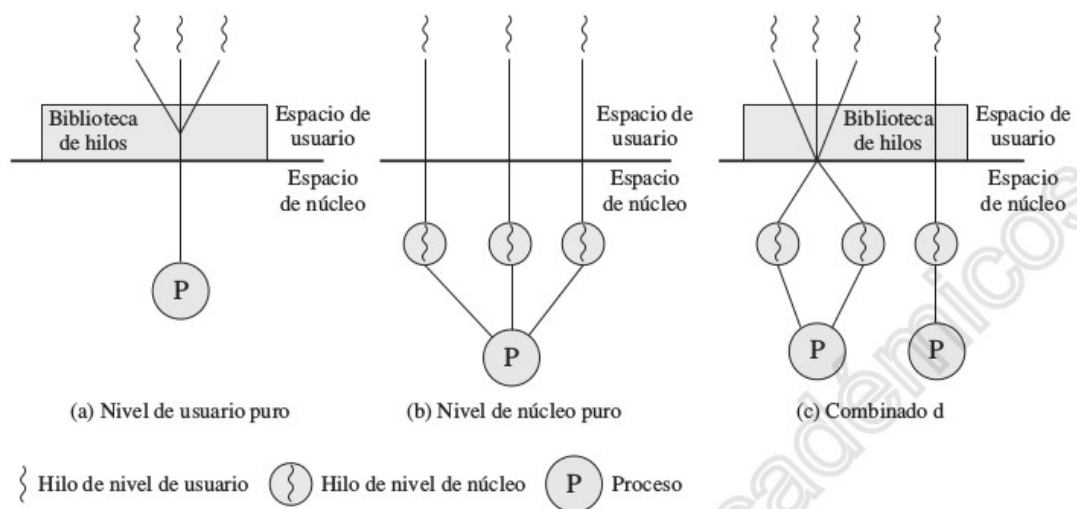 Biblioteca
de hilos
Espacio de
usuario
Espacio
de núcleo
P
(a) Nivel de usuario puro
Espacio de
usuario
Espacio
de núcleo
P
(b) Nivel de núcleo puro
Biblioteca
de hilos
Espacio de
usuario
Espacio
de núcleo
P
P
(c) Combinado d
Hilo de nivel de usuario
Hilo de nivel de núcleo
P Proceso